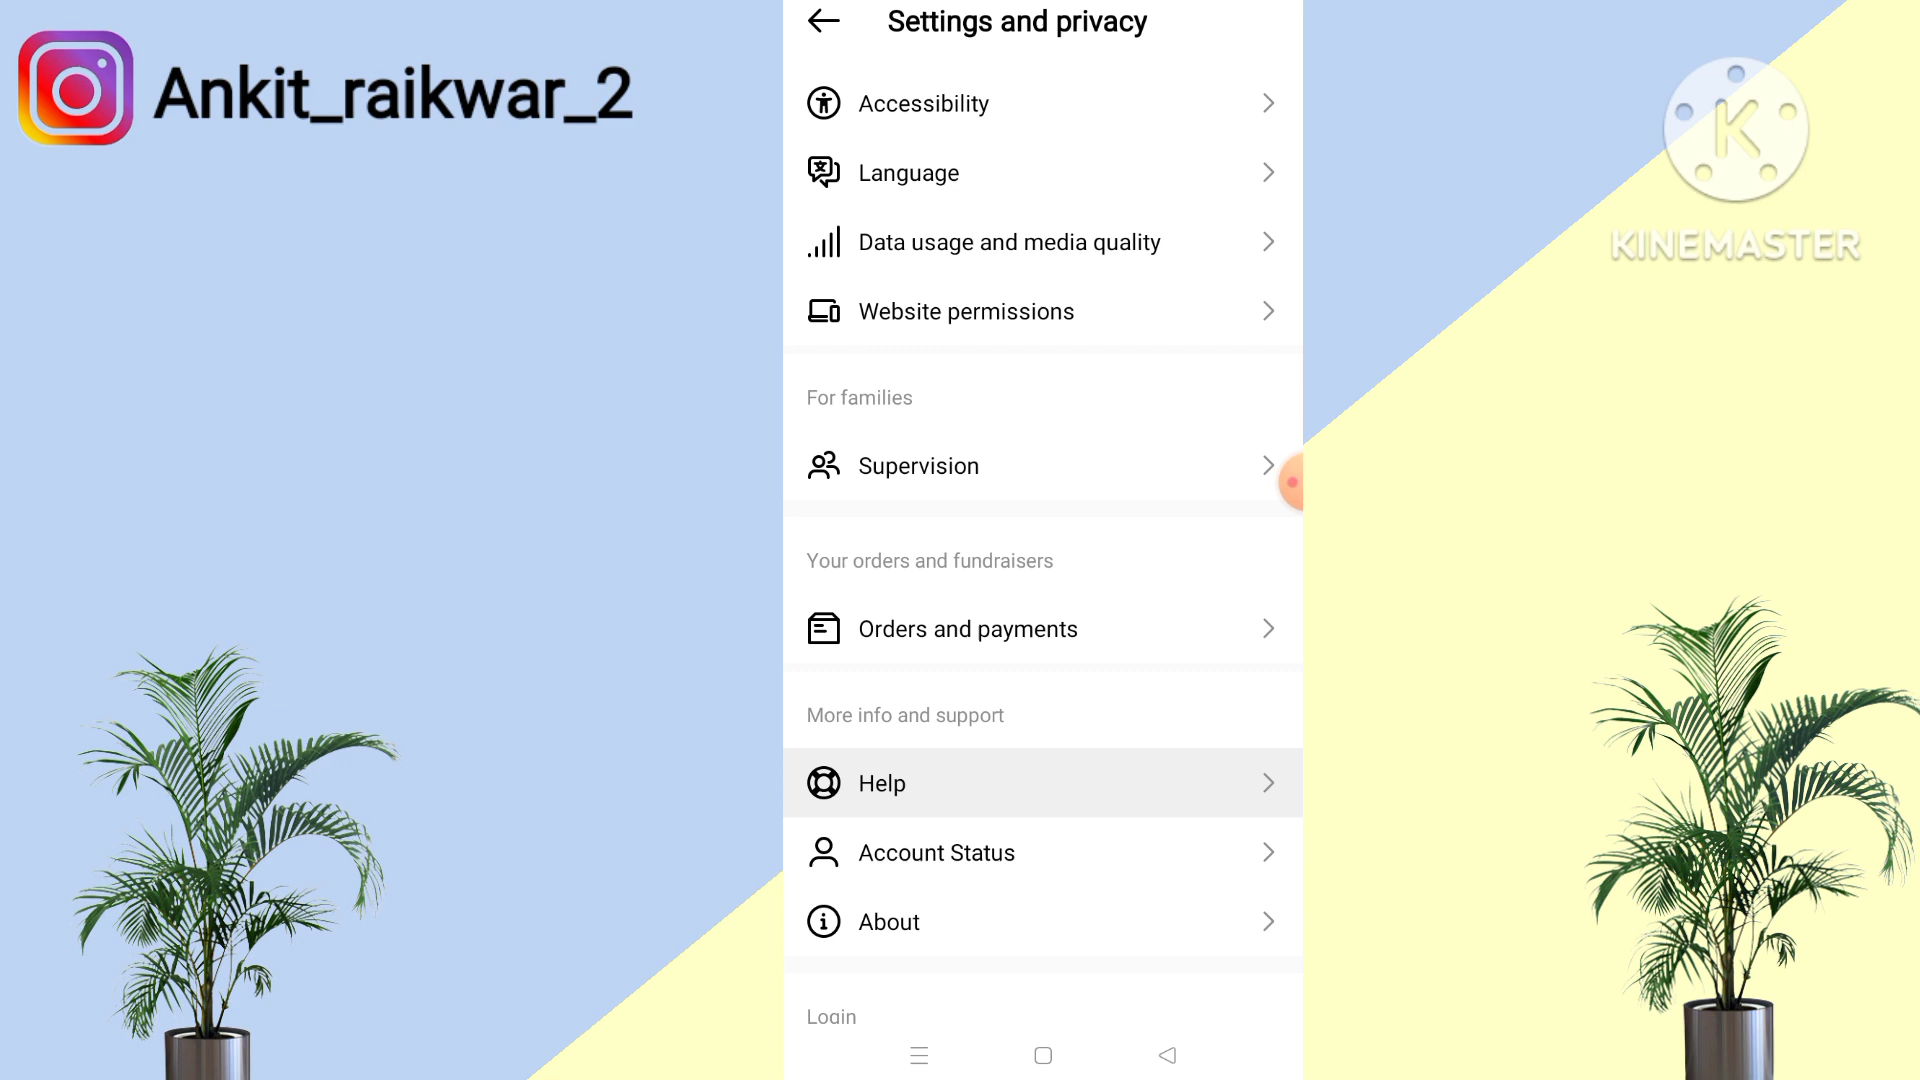 Ankit_raikwar_2
Settings and privacy
Accessibility
Language
Data usage and media quality
Website permissions
For families
Supervision
Your orders and fundraisers
Orders and payments
More info and support
Help
Account Status
About
Login
K
KINEMASTER